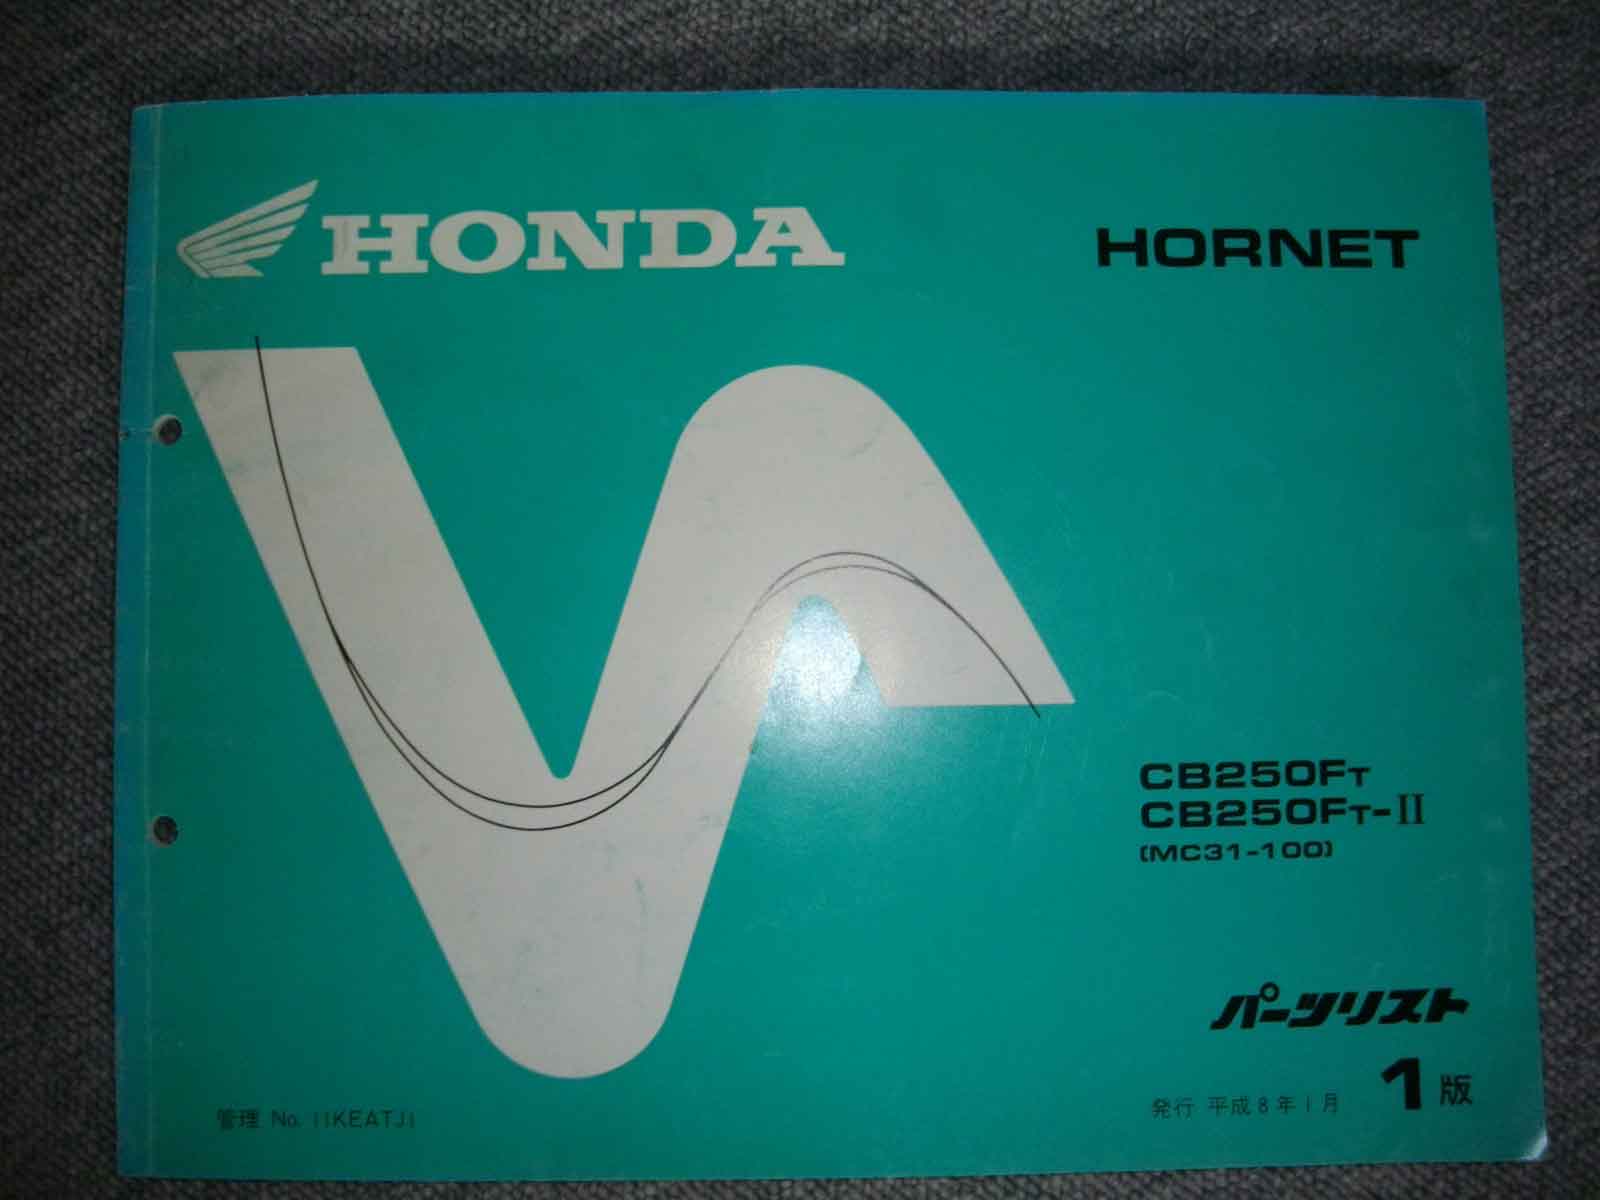 HONDA
HORNET
CB250FT
CB250FT-II
(MC31-100)
パーツリスト
1版
発行 平成8年1月
管理 No. 11KEATJ1